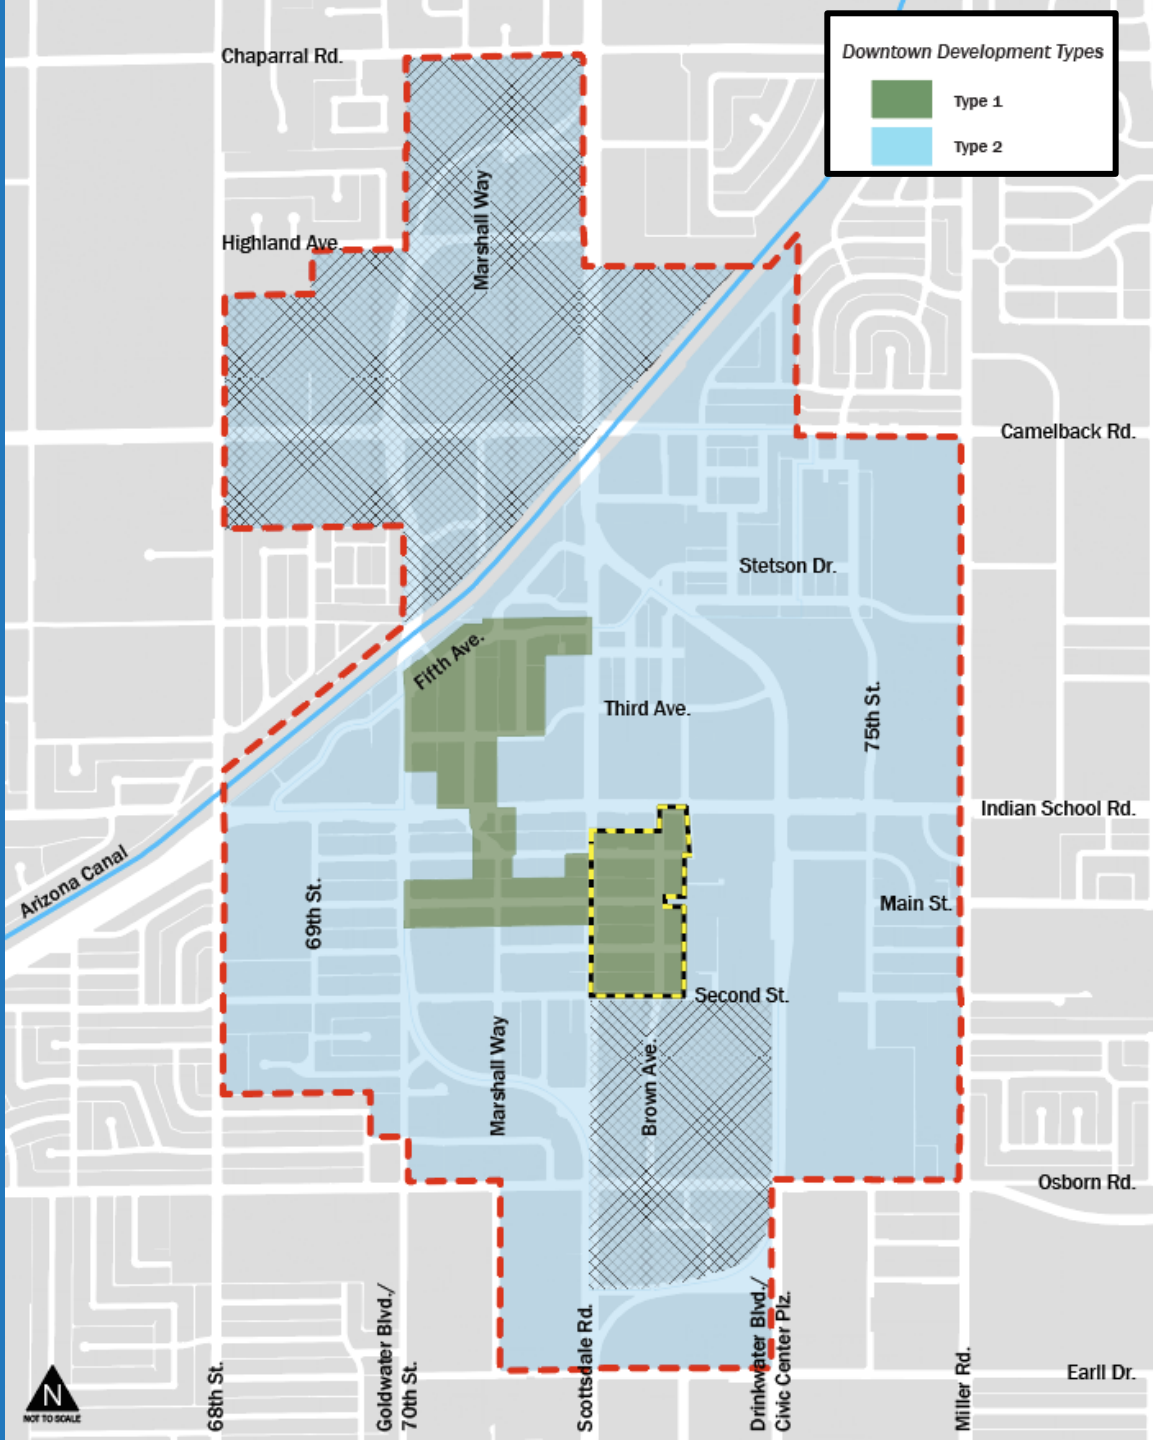 Downtown Development Types
Type 1
Type 2
Chaparral Rd.
Marshall Way
Highland Ave.
Camelback Rd.
Stetson Dr.
Fifth Ave.
Third Ave.
75th St.
Indian School Rd.
Arizona Canal
69th St.
Main St.
Second St.
Marshall Way
Brown Ave.
Osborn Rd.
68th St.
Goldwater Blvd./
70th St.
Scottsdale Rd.
Drinkwater Blvd./
Civic Center Plz.
Miller Rd.
Earll Dr.
N
NOT TO SCALE